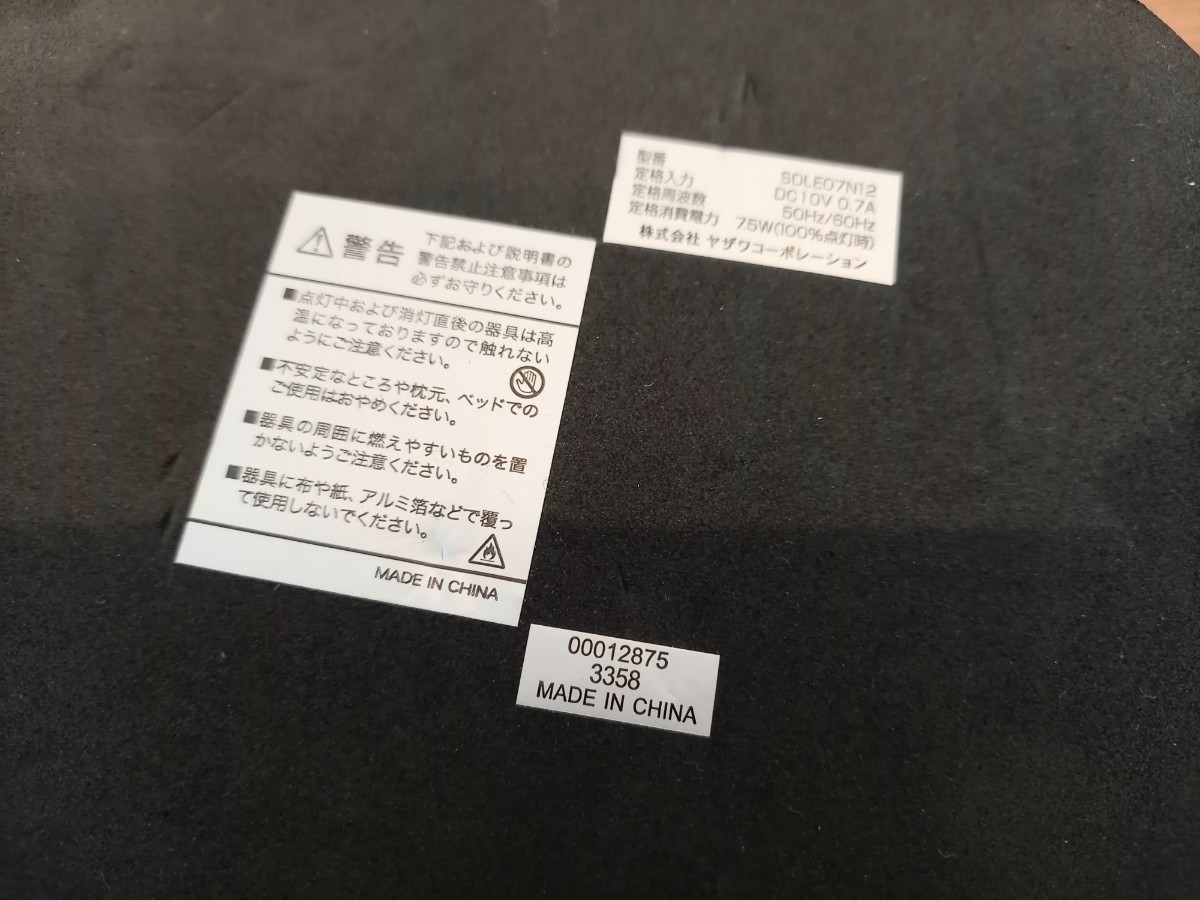 型番 SDLE07N12
定格入力 DC10V 0.7A
定格周波数 50Hz/60Hz
定格消費電力 7.5W(100%点灯時)
株式会社 ヤザワコーポレーション
警告
下記および説明書の
警告禁止注意事項は
必ずお守りください。
■点灯中および消灯直後の器具は高
温になっておりますので触れない
ようにご注意ください。
■不安定なところや枕元、ベッドでの
ご使用はおやめください。
■器具の周囲に燃えやすいものを置
かないようご注意ください。
■器具に布や紙、アルミ箔などで覆っ
て使用しないでください。
MADE IN CHINA
00012875
3358
MADE IN CHINA